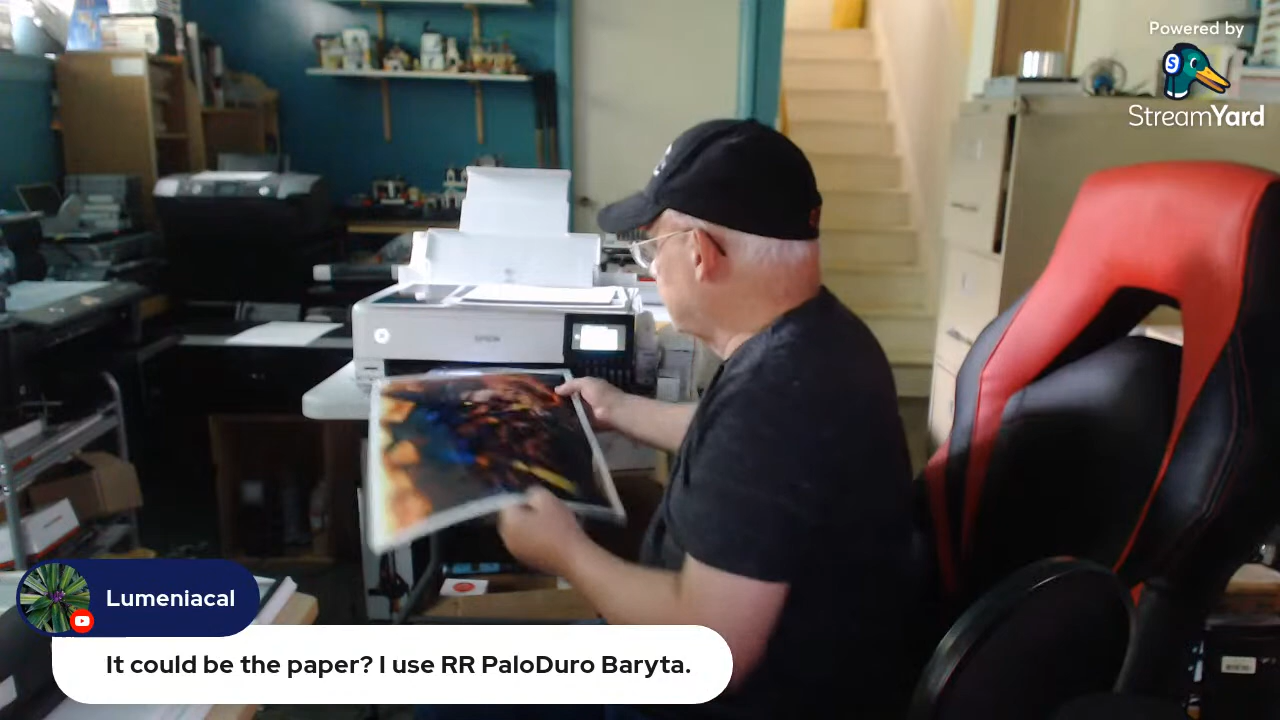 Powered by
S
StreamYard
EPSON
Lumeniacal
It could be the paper? I use RR PaloDuro Baryta.